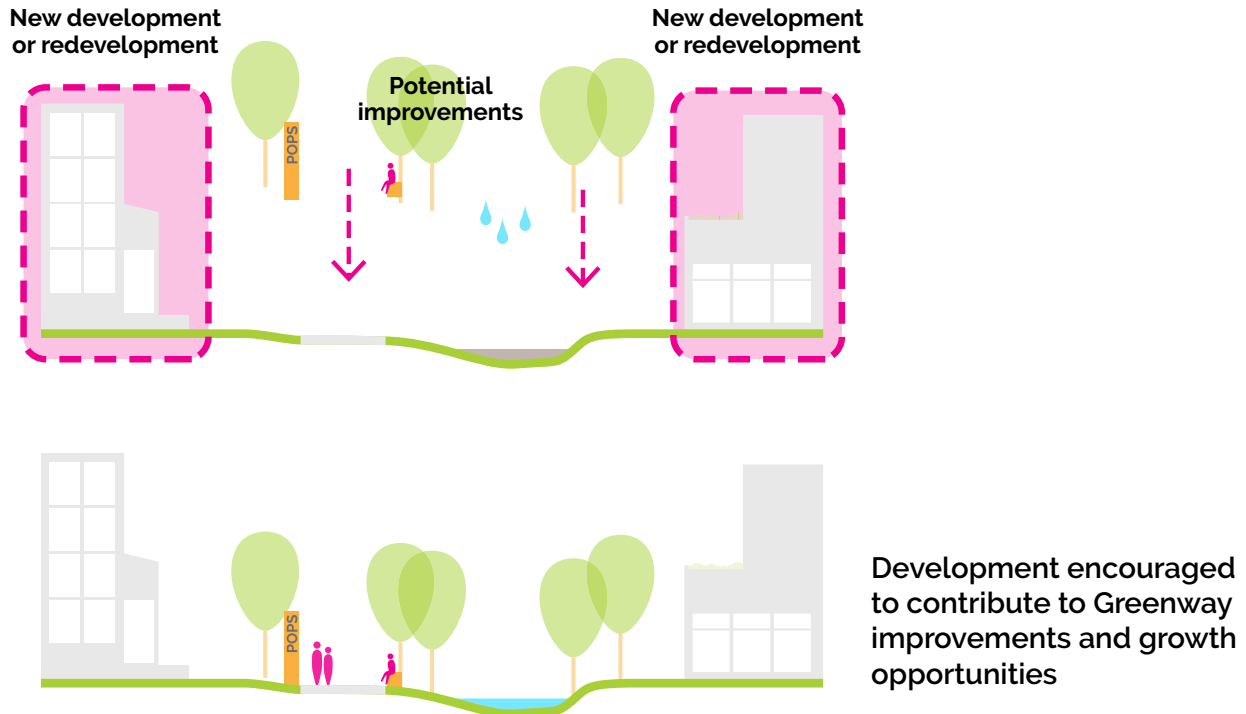 New development
or redevelopment
New development
or redevelopment
Potential
improvements
POPS
POPS
Development encouraged
to contribute to Greenway
improvements and growth
opportunities